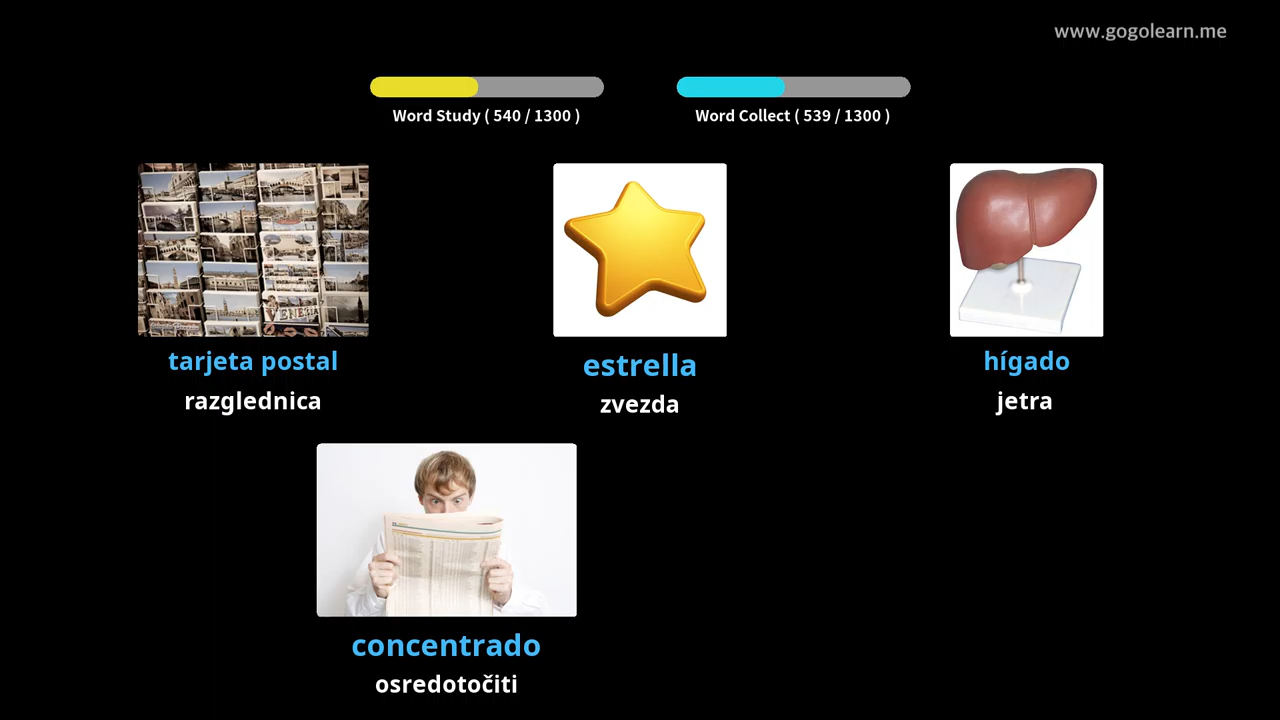 www.gogolearn.me
Word Study ( 540 / 1300 )
Word Collect ( 539 / 1300 )
tarjeta postal
estrella
hígado
razglednica
zvezda
jetra
concentrado
osredotočiti